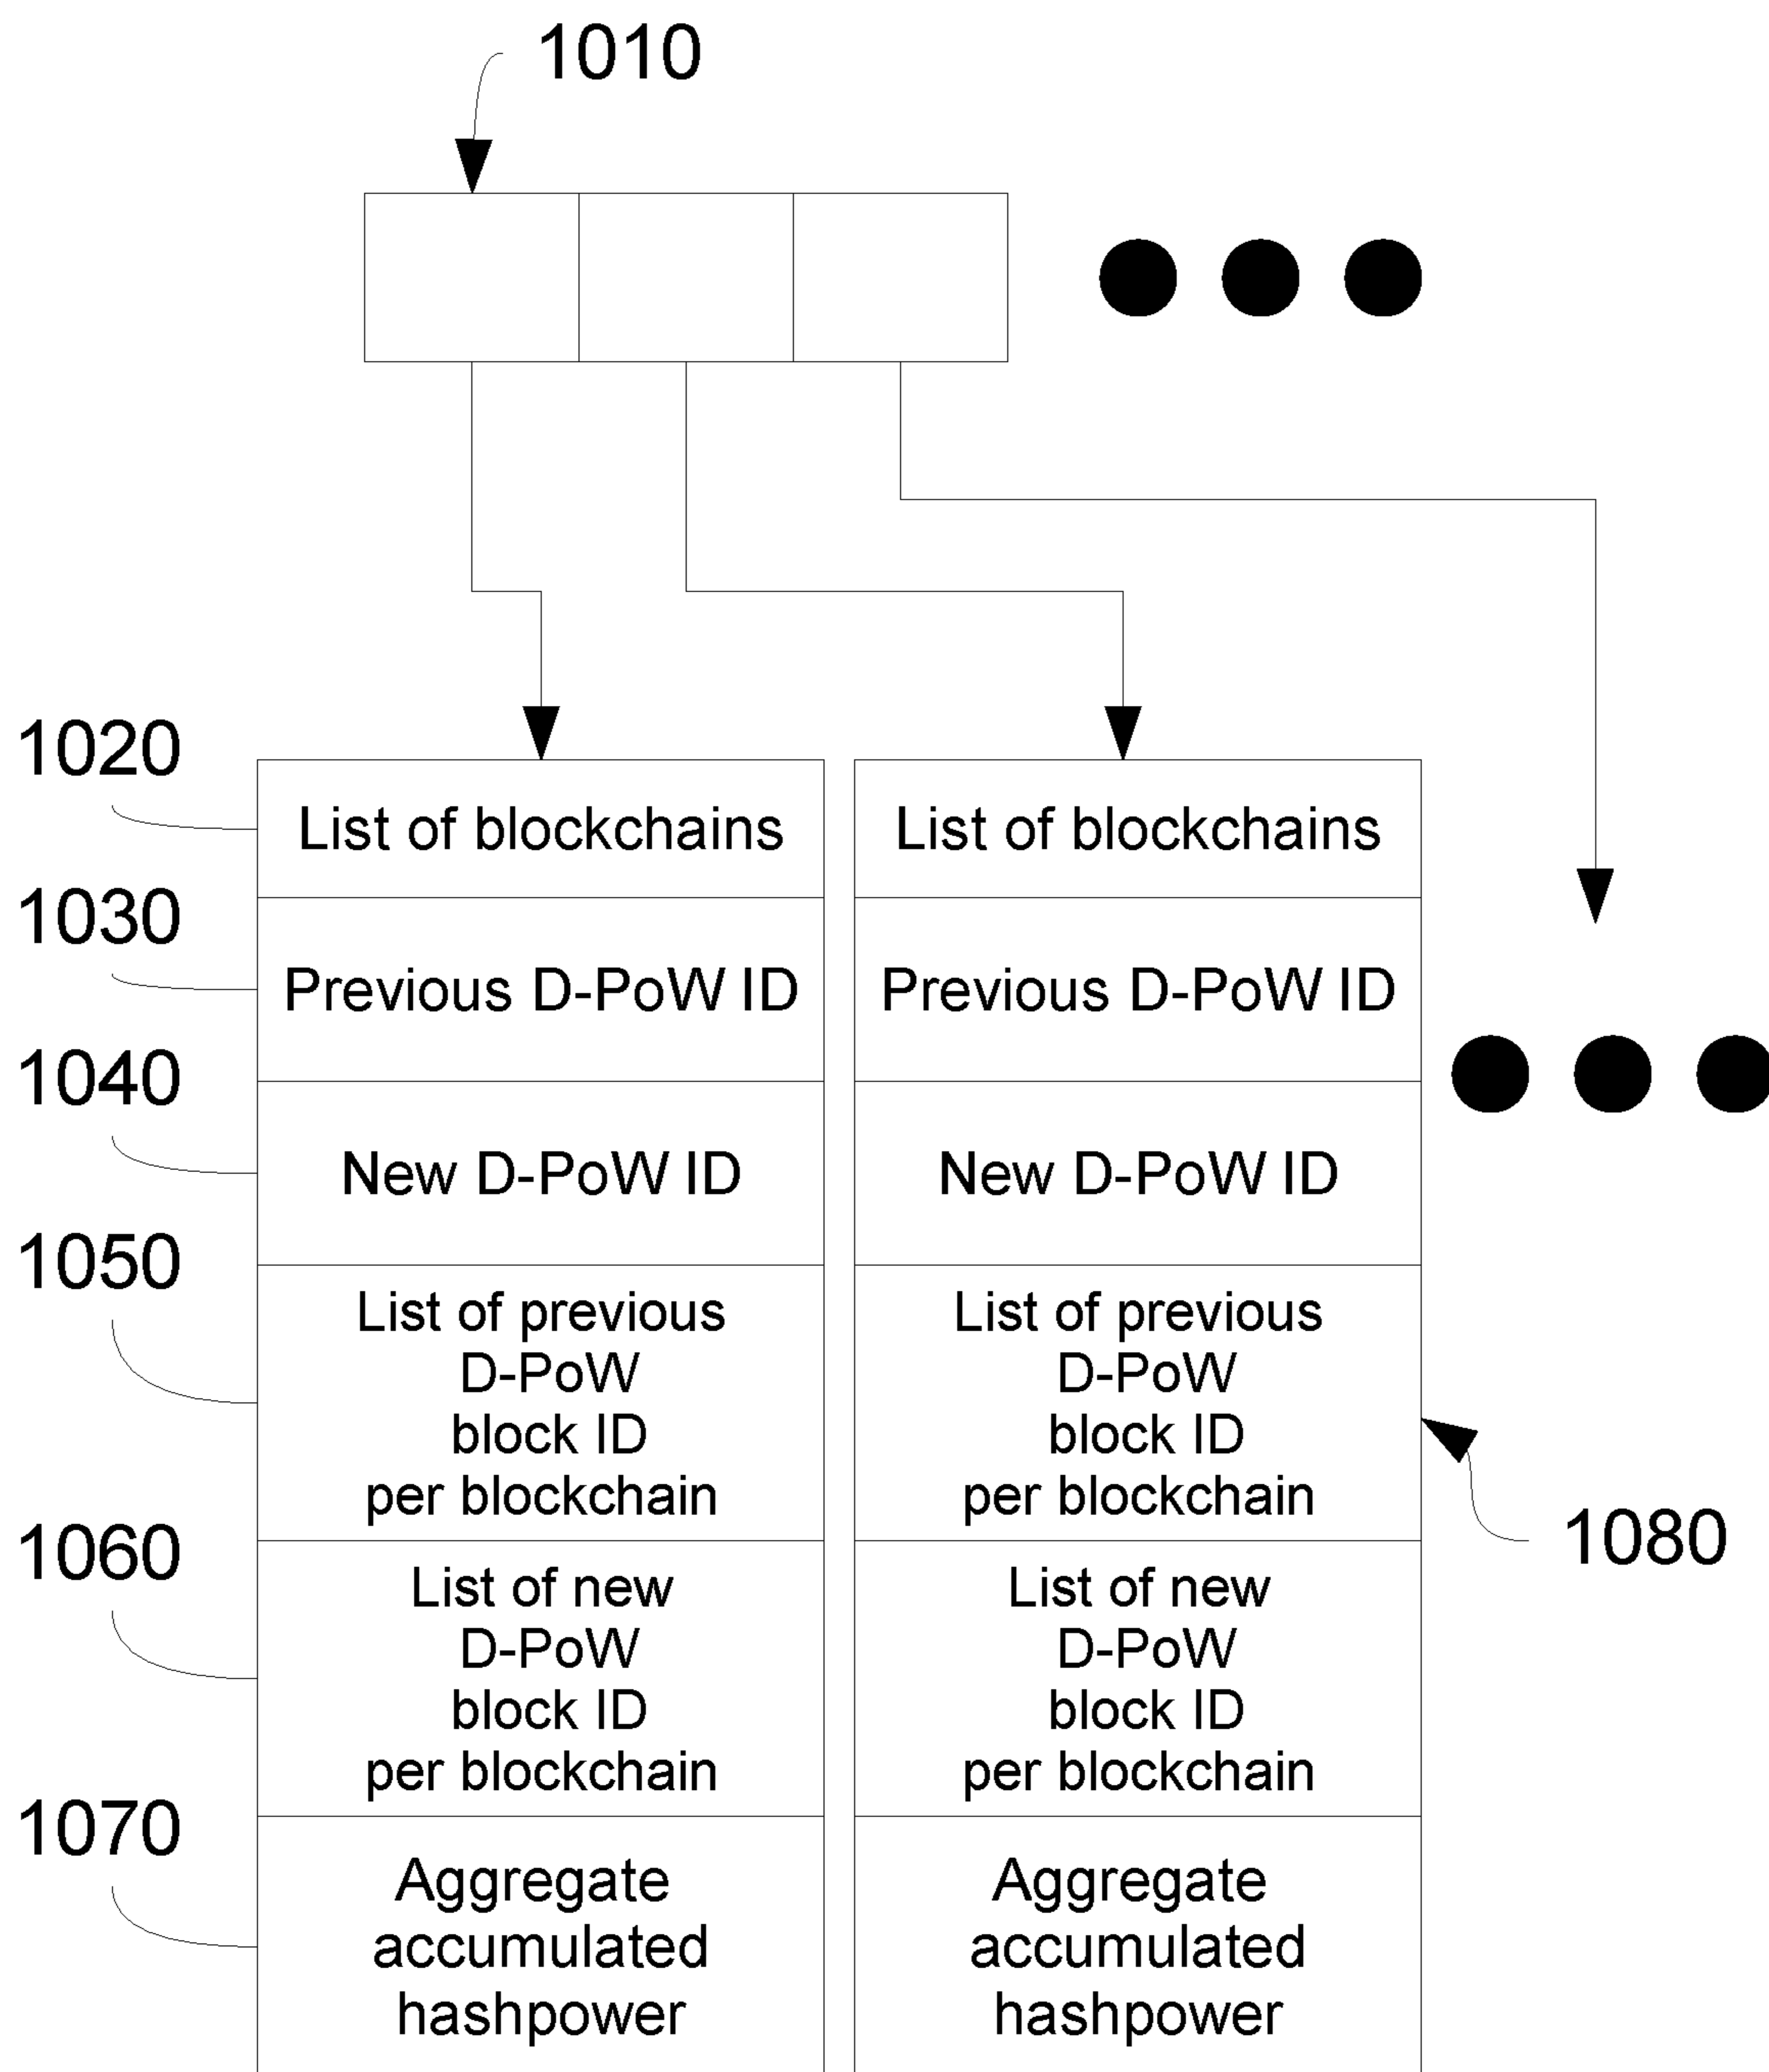 1010
1020
List of blockchains
List of blockchains
1030
Previous D-PoW ID
Previous D-PoW ID
1040
New D-PoW ID
New D-PoW ID
1050
List of previous
D-PoW
block ID
per blockchain
List of previous
D-PoW
block ID
per blockchain
1080
1060
List of new
D-PoW
block ID
per blockchain
List of new
D-PoW
block ID
per blockchain
1070
Aggregate
accumulated
hashpower
Aggregate
accumulated
hashpower